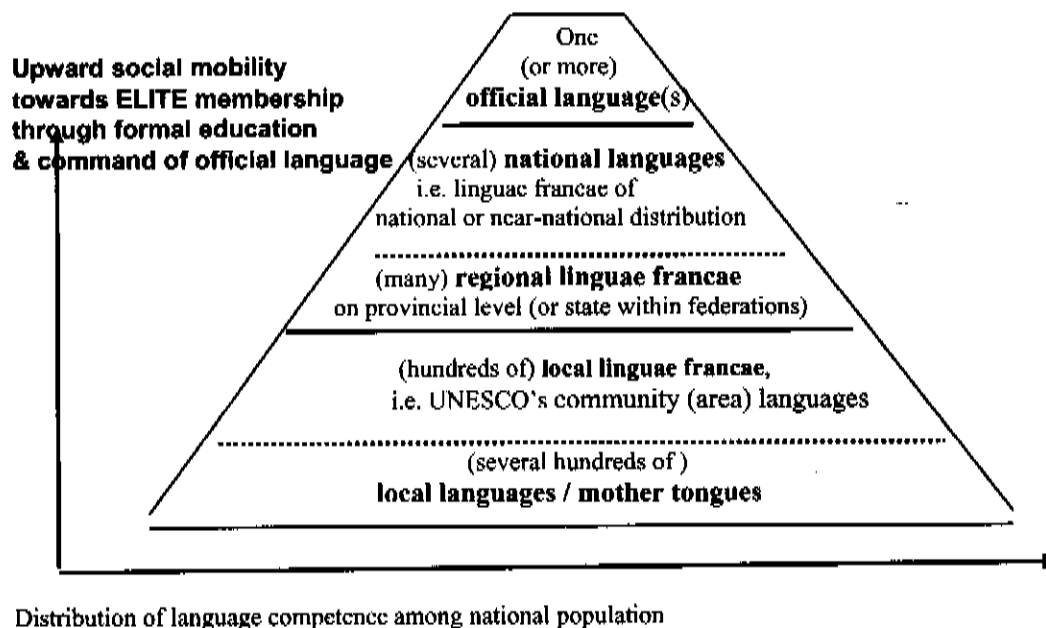 One
(or more)
official language(s)
Upward social mobility
towards ELITE membership
through formal education
& command of official language
(several) national languages
i.e. linguae francae of
national or near-national distribution
(many) regional linguae francae
on provincial level (or state within federations)
(hundreds of) local linguae francae,
i.e. UNESCO's community (area) languages
(several hundreds of )
local languages / mother tongues
Distribution of language competence among national population